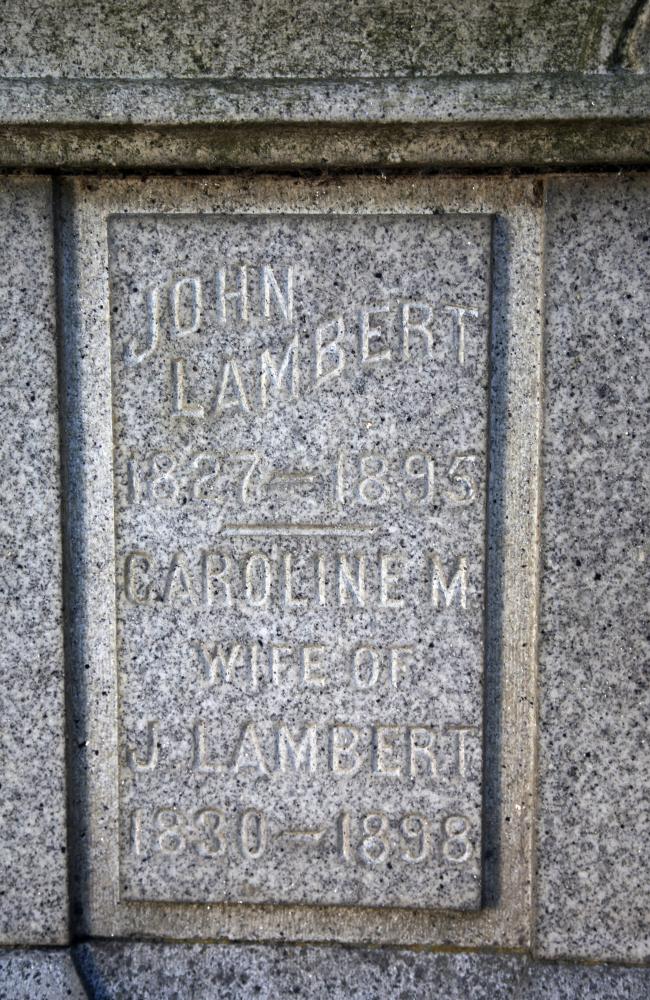 JOHN
LAMBERT
1827—1895
CAROLINE M
WIFE OF
J LAMBERT
1830—1898